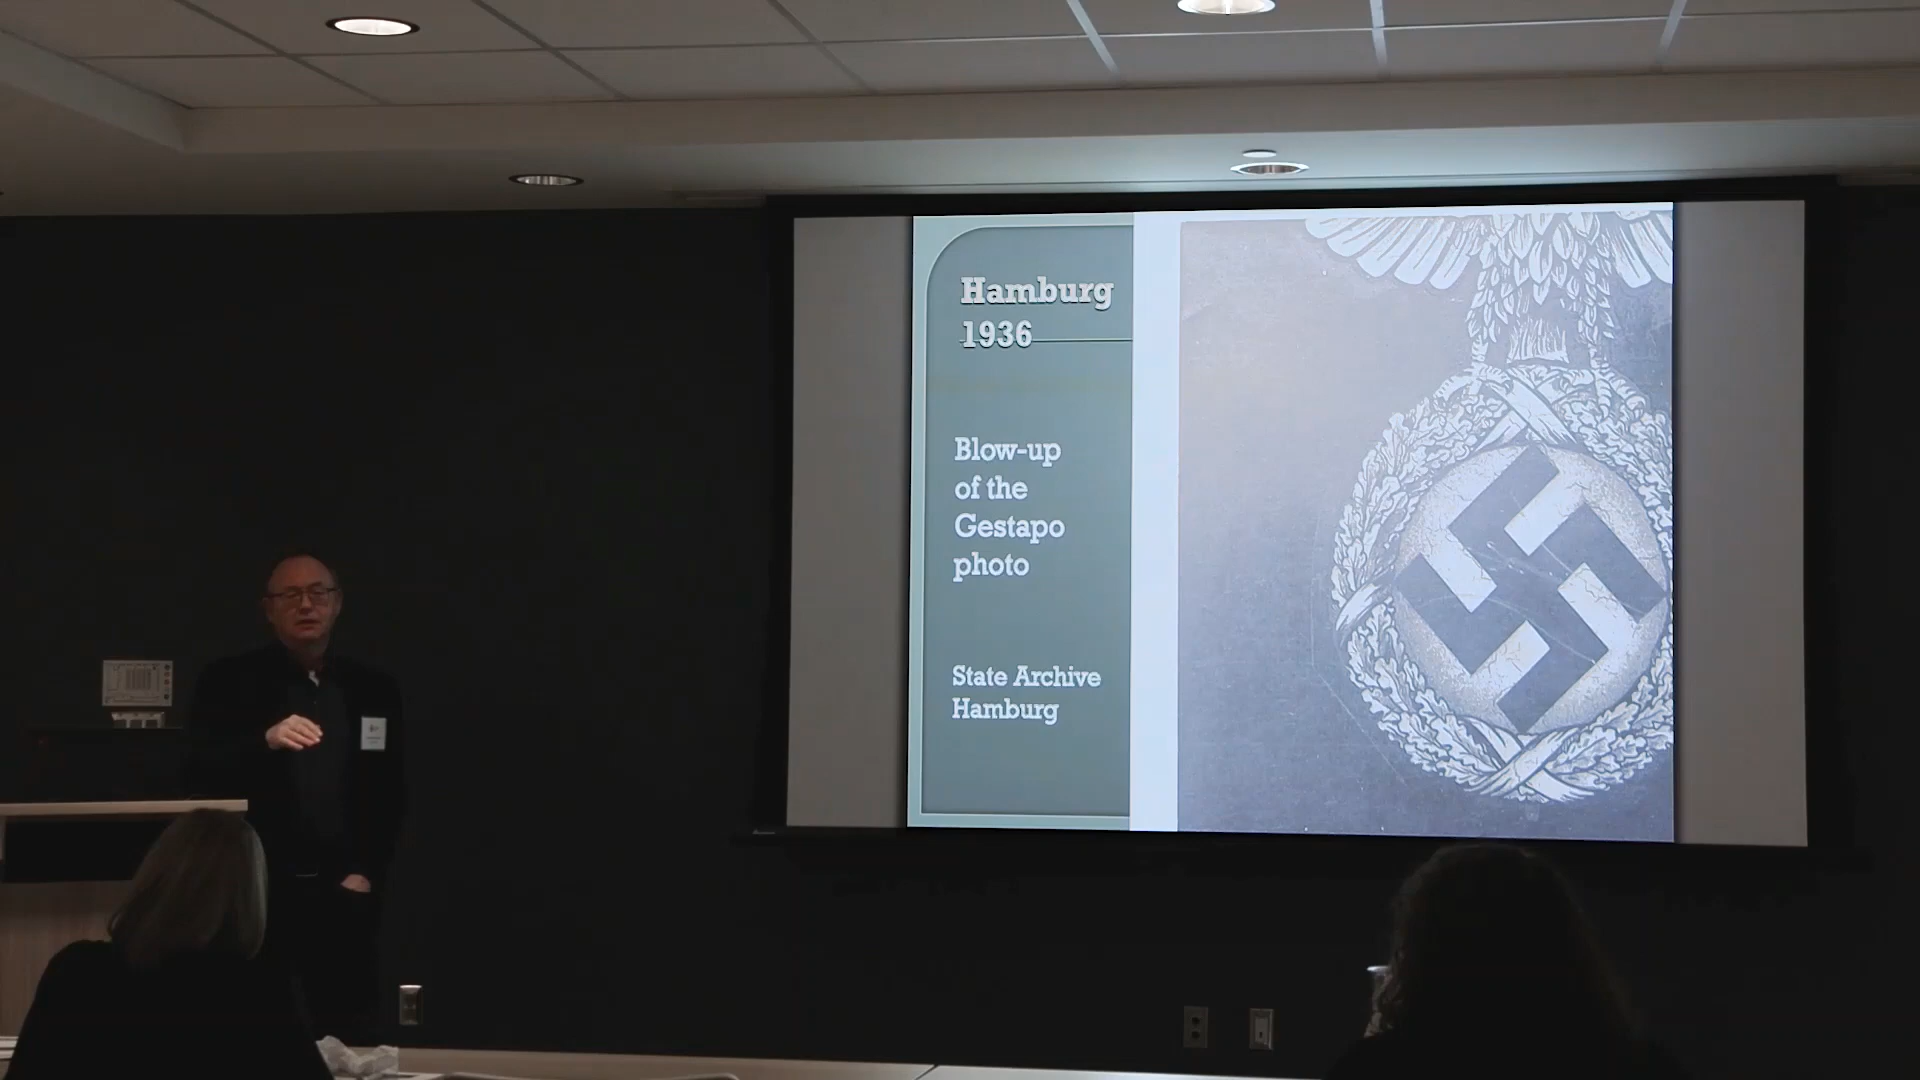 Hamburg
1936
Blow-up
of the
Gestapo
photo
State Archive
Hamburg